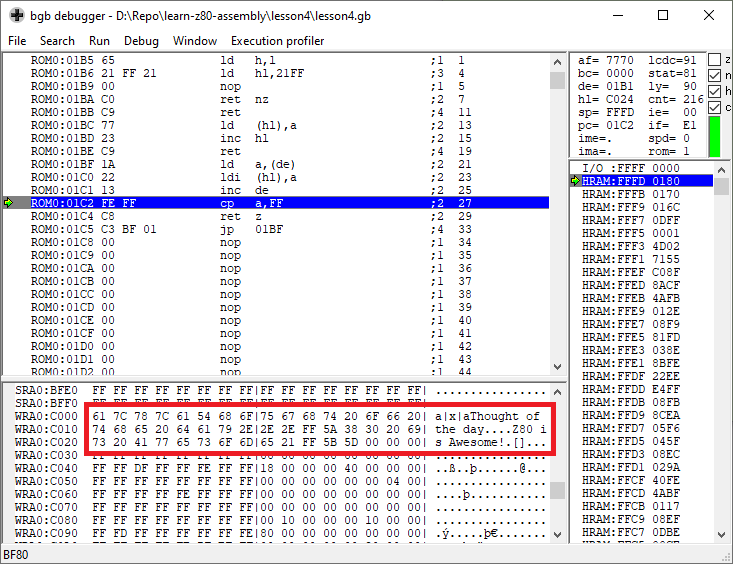 bgb debugger - D:\Repo\learn-z80-assembly\lesson4\lesson4.gb
File Search Run Debug Window Execution profiler
ROM0:01B5 65 ld h,l ;1 3
ROM0:01B6 21 FF 21 ld hl,21FF ;3 4
ROM0:01B9 00 nop ;1 5
ROM0:01BA C0 ret nz ;2 7
ROM0:01BB C9 ret ;4 11
ROM0:01BC 77 ld (hl),a ;2 13
ROM0:01BD 23 inc hl ;2 15
ROM0:01BE C9 ret ;4 19
ROM0:01BF 1A ld a,(de) ;2 21
ROM0:01C0 22 ldi (hl),a ;2 23
ROM0:01C1 13 inc de ;2 25
ROM0:01C2 FE FF cp a,FF ;2 27
ROM0:01C4 C8 ret z ;2 29
ROM0:01C5 C3 BF 01 jp 01BF ;4 33
ROM0:01C8 00 nop ;1 34
ROM0:01C9 00 nop ;1 35
ROM0:01CA 00 nop ;1 36
ROM0:01CB 00 nop ;1 37
ROM0:01CC 00 nop ;1 38
ROM0:01CD 00 nop ;1 39
ROM0:01CE 00 nop ;1 40
ROM0:01CF 00 nop ;1 41
ROM0:01D0 00 nop ;1 42
ROM0:01D1 00 nop ;1 43
ROM0:01D2 00 nop ;1 44
af= 7770 lcdc=91 z
bc= 0000 stat=81 n
de= 01B1 ly= 90 h
hl= C024 cnt= 216 c
sp= FFFD ie= 00
pc= 01C2 if= E1
ime=. spd= 0
ima=. rom= 1
I/O :FFFF 0000
HRAM:FFFD 0180
HRAM:FFFB 0170
HRAM:FFF9 016C
HRAM:FFF7 0DFF
HRAM:FFF5 0001
HRAM:FFF3 4D02
HRAM:FFF1 7155
HRAM:FFEF C08F
HRAM:FFED 8ACF
HRAM:FFEB 4AFB
HRAM:FFE9 012E
HRAM:FFE7 08F9
HRAM:FFE5 81FD
HRAM:FFE3 038E
HRAM:FFE1 8BFE
HRAM:FFDF 22EE
HRAM:FFDD E4FF
HRAM:FFDB 08FB
HRAM:FFD9 8CEA
HRAM:FFD7 05F6
HRAM:FFD5 045F
HRAM:FFD3 08EC
HRAM:FFD1 029A
HRAM:FFCF 40FE
HRAM:FFCD 4ABF
HRAM:FFCB 0117
HRAM:FFC9 08EF
HRAM:FFC7 0DBE
SRA0:BFE0 FF FF FF FF FF FF FF FF|FF FF FF FF FF FF FF FF| ................
SRA0:BFF0 FF FF FF FF FF FF FF FF|FF FF FF FF FF FF FF FF| ................
WRA0:C000 61 7C 78 7C 61 54 68 6F|75 67 68 74 20 6F 66 20| a|x|aThought of
WRA0:C010 74 68 65 20 64 61 79 2E|2E 2E FF 5A 38 30 20 69| the day....Z80 i
WRA0:C020 73 20 41 77 65 73 6F 6D|65 21 FF 5B 5D 00 00 00| s Awesome!.[]...
WRA0:C030 FF FF FF FF FF FF FF FF|00 00 00 00 00 00 00 00| ................
WRA0:C040 FF FF DF FF FF FE FF FF|18 00 00 00 40 00 00 00| ..ß..þ......@...
WRA0:C050 FF FF FF FF FF FF FF FF|00 00 00 00 00 00 04 00| ................
WRA0:C060 FF FF FF FF FE FF FF FF|00 00 00 00 00 00 00 00| ....þ...........
WRA0:C070 FF FF FF FF FF FF FF FF|00 00 00 00 00 00 00 00| ................
WRA0:C080 FF FF FF FF FF FF FF FF|00 10 00 00 00 10 00 00| ................
WRA0:C090 FF FD FF FF FF FF FF FE|80 00 00 00 00 00 00 00| .ý.....þ€.......
BF80